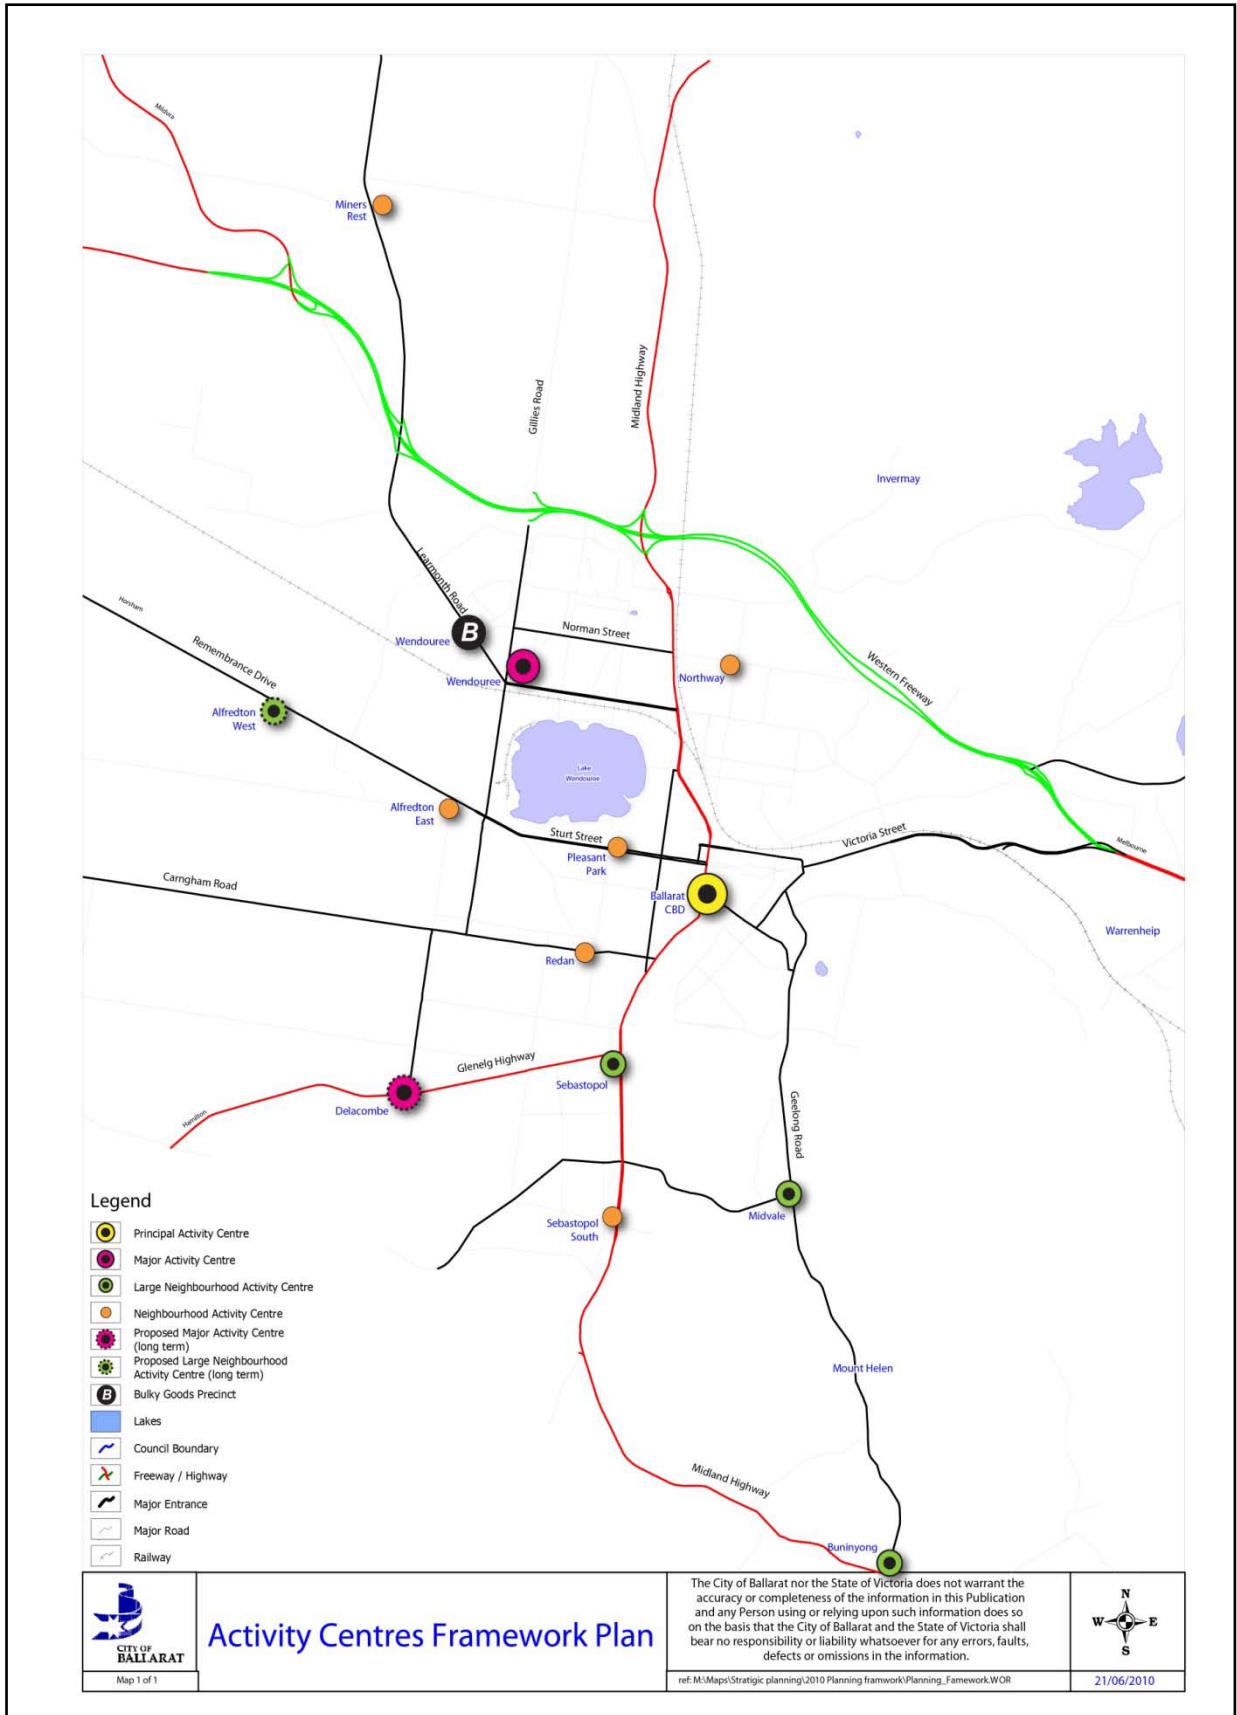 Mildura
Miners
Rest
Gillies Road
Midland Highway
Invermay
Learmonth Road
Horsham
Remembrance Drive
Wendouree
B
Norman Street
Wendouree
Northway
Western Freeway
Alfredton
West
Lake
Wendouree
Alfredton
East
Sturt Street
Pleasant
Park
Victoria Street
Melbourne
Carngham Road
Ballarat
CBD
Warrenheip
Redan
Glenelg Highway
Sebastopol
Delacombe
Hamilton
Geelong Road
Midvale
Sebastopol
South
Mount Helen
Midland Highway
Buninyong
Legend
Principal Activity Centre
Major Activity Centre
Large Neighbourhood Activity Centre
Neighbourhood Activity Centre
Proposed Major Activity Centre
(long term)
Proposed Large Neighbourhood
Activity Centre (long term)
B
Bulky Goods Precinct
Lakes
Council Boundary
Freeway / Highway
Major Entrance
Major Road
Railway
CITY OF
BALLARAT
Map 1 of 1
Activity Centres Framework Plan
The City of Ballarat nor the State of Victoria does not warrant the
accuracy or completeness of the information in this Publication
and any Person using or relying upon such information does so
on the basis that the City of Ballarat and the State of Victoria shall
bear no responsibility or liability whatsoever for any errors, faults,
defects or omissions in the information.
ref: M:\Maps\Stratigic planning\2010 Planning framwork\Planning_Famework.WOR
N
W E
S
21/06/2010